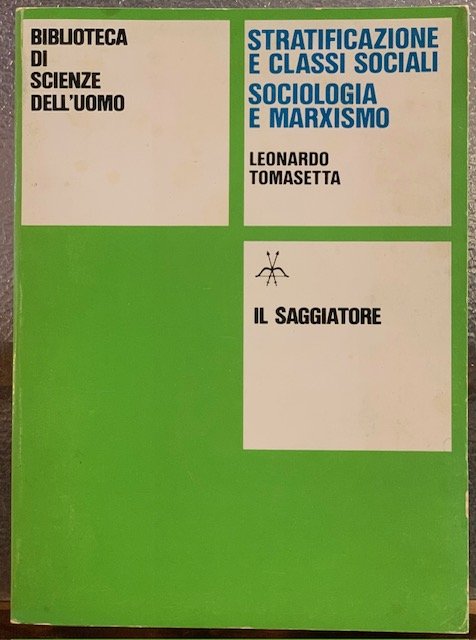 BIBLIOTECA
DI
SCIENZE
DELL'UOMO
STRATIFICAZIONE
E CLASSI SOCIALI
SOCIOLOGIA
E MARXISMO
LEONARDO
TOMASETTA
IL SAGGIATORE